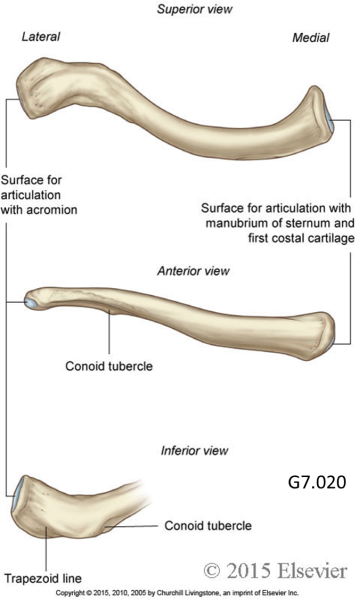 Superior view
Lateral
Medial
Surface for
articulation
with acromion
Surface for articulation with
manubrium of sternum and
first costal cartilage
Anterior view
Conoid tubercle
Inferior view
G7.020
Conoid tubercle
Trapezoid line
© 2015 Elsevier
Copyright © 2015, 2010, 2005 by Churchill Livingstone, an imprint of Elsevier Inc.